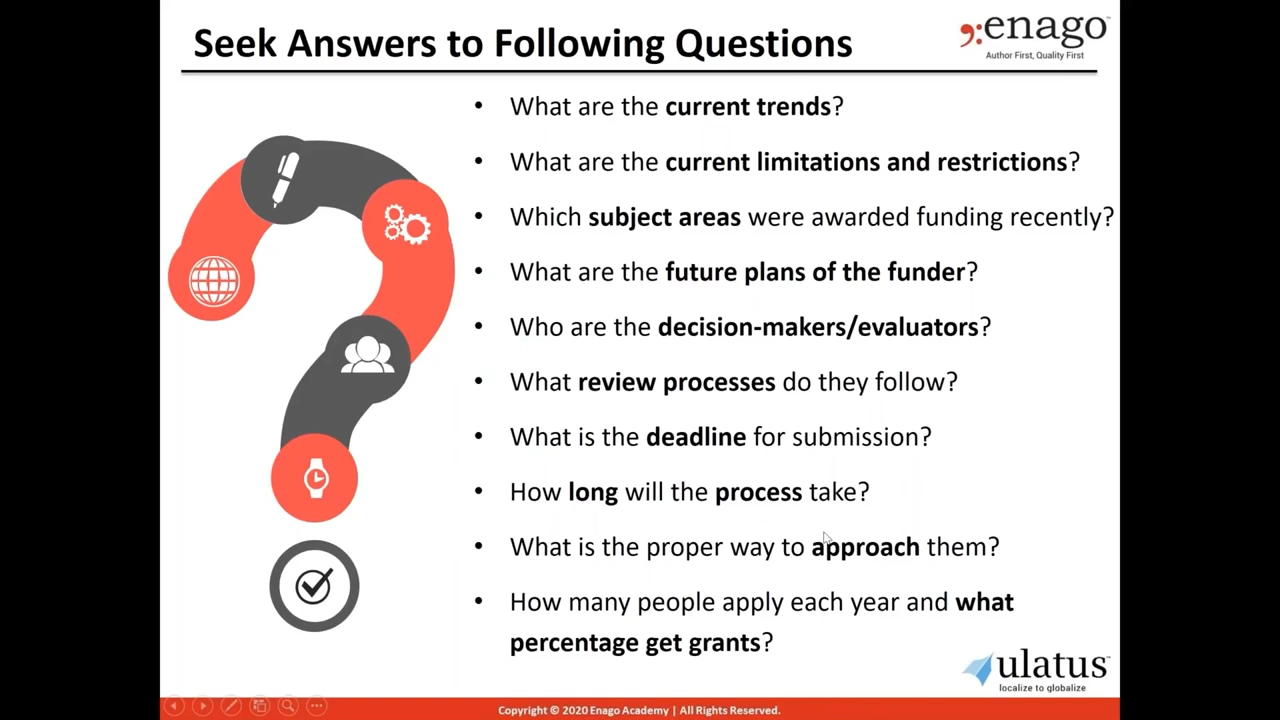 Seek Answers to Following Questions
enago™
Author First, Quality First
• What are the current trends?
• What are the current limitations and restrictions?
• Which subject areas were awarded funding recently?
• What are the future plans of the funder?
• Who are the decision-makers/evaluators?
• What review processes do they follow?
• What is the deadline for submission?
• How long will the process take?
• What is the proper way to approach them?
• How many people apply each year and what
percentage get grants?
ulatus™
localize to globalize
Copyright © 2020 Enago Academy | All Rights Reserved.